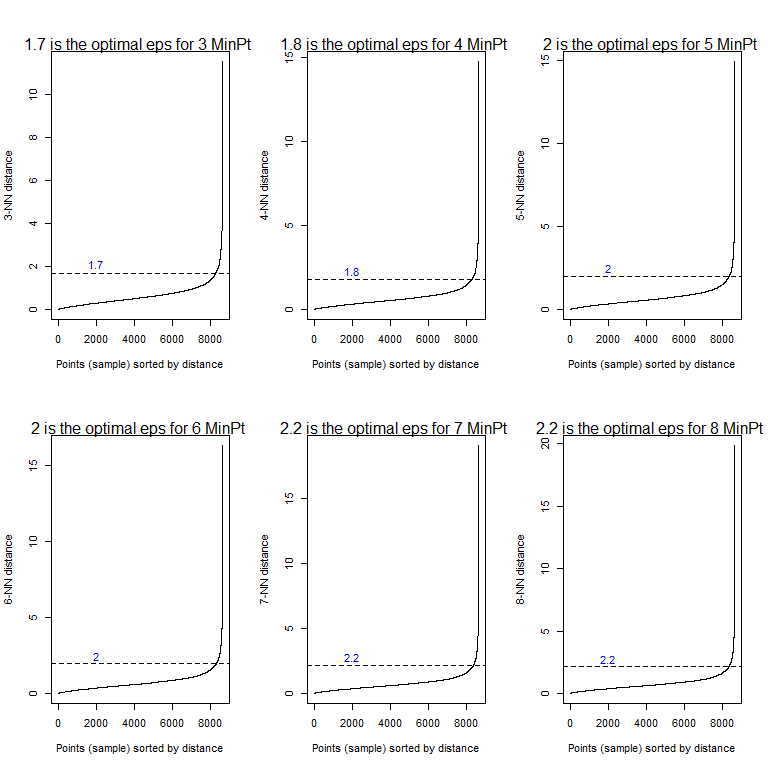 1.7 is the optimal eps for 3 MinPt
3-NN distance
0 2 4 6 8 10
1.7
0 2000 4000 6000 8000
Points (sample) sorted by distance
1.8 is the optimal eps for 4 MinPt
4-NN distance
0 5 10 15
1.8
0 2000 4000 6000 8000
Points (sample) sorted by distance
2 is the optimal eps for 5 MinPt
5-NN distance
0 5 10 15
2
0 2000 4000 6000 8000
Points (sample) sorted by distance
2 is the optimal eps for 6 MinPt
6-NN distance
0 5 10 15
2
0 2000 4000 6000 8000
Points (sample) sorted by distance
2.2 is the optimal eps for 7 MinPt
7-NN distance
0 5 10 15
2.2
0 2000 4000 6000 8000
Points (sample) sorted by distance
2.2 is the optimal eps for 8 MinPt
8-NN distance
0 5 10 15 20
2.2
0 2000 4000 6000 8000
Points (sample) sorted by distance